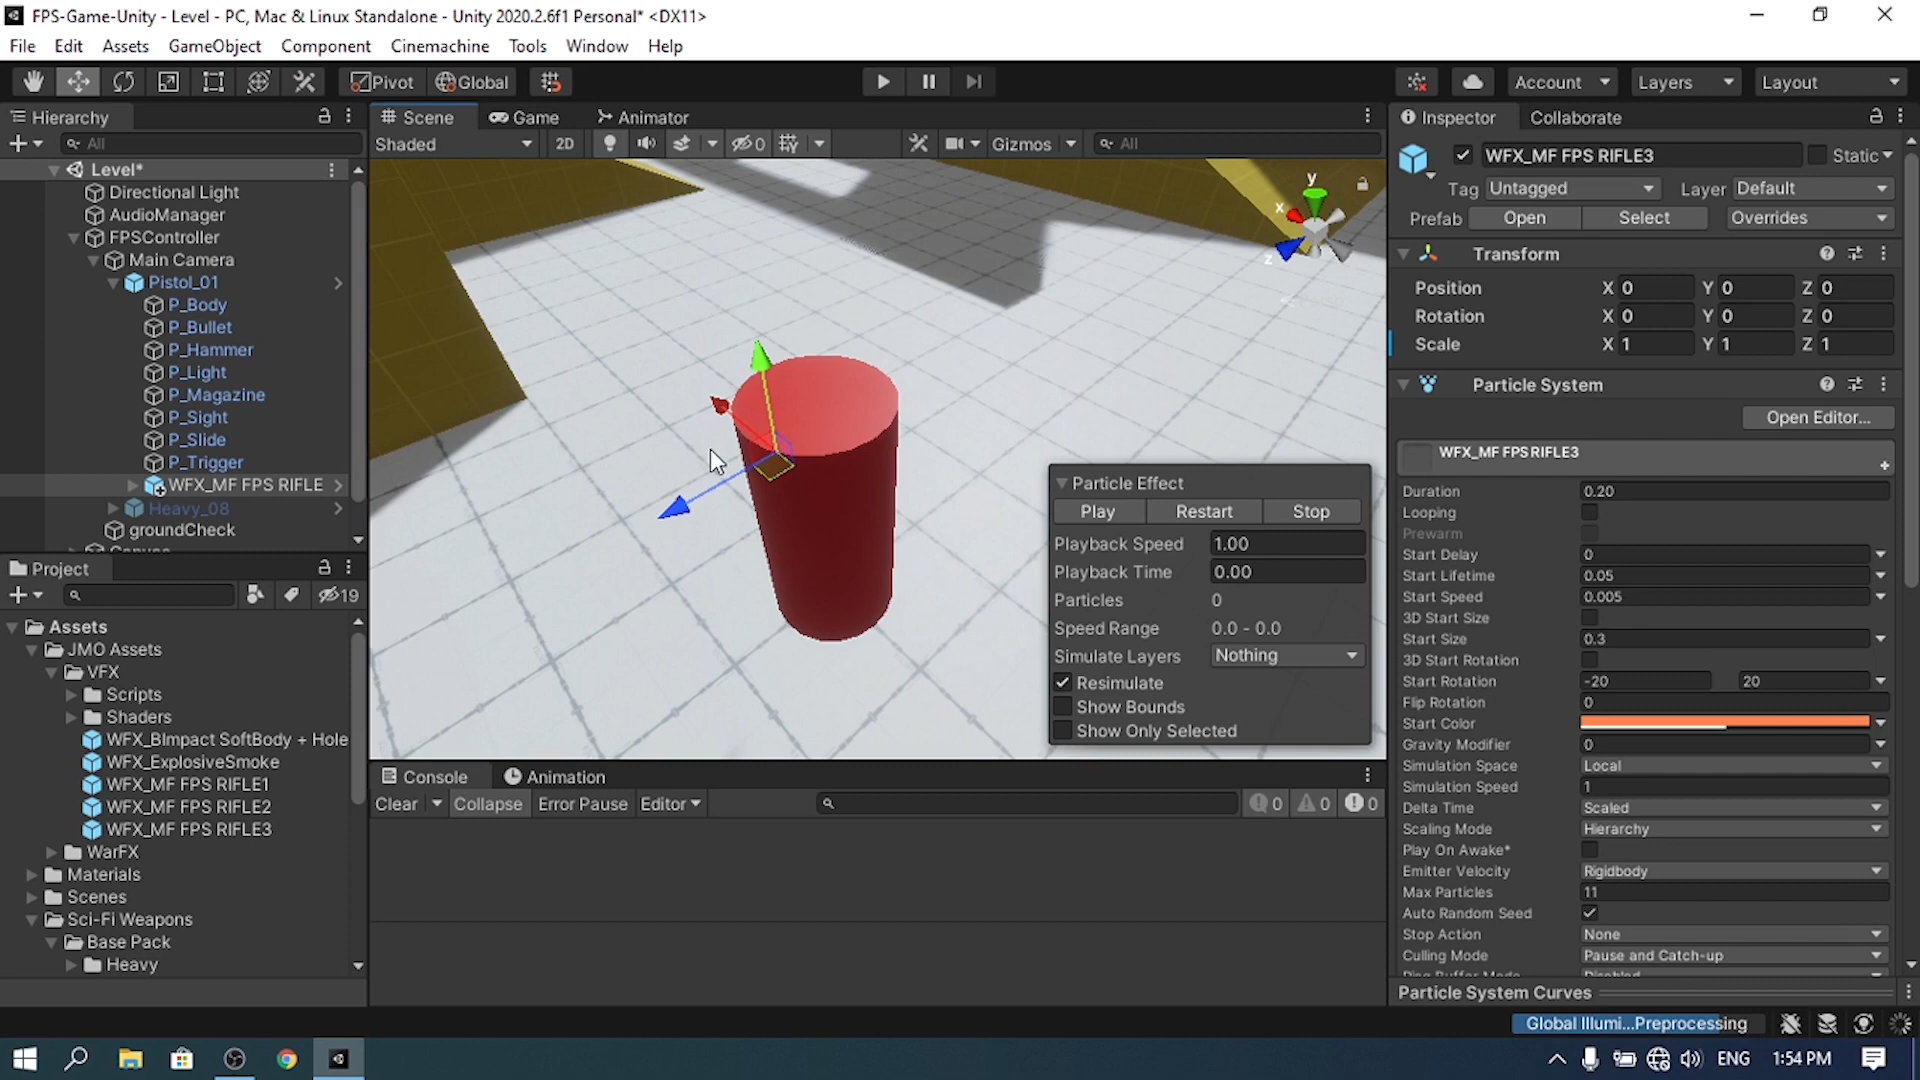 FPS-Game-Unity - Level - PC, Mac & Linux Standalone - Unity 2020.2.6f1 Personal* <DX11>
File Edit Assets GameObject Component Cinemachine Tools Window Help
Pivot Global Account Layers Layout
Hierarchy
All
Level*
Directional Light
AudioManager
FPSController
Main Camera
Pistol_01
P_Body
P_Bullet
P_Hammer
P_Light
P_Magazine
P_Sight
P_Slide
P_Trigger
WFX_MF FPS RIFLE
Heavy_08
groundCheck
Project
19
Assets
JMO Assets
VFX
Scripts
Shaders
WFX_BImpact SoftBody + Hole
WFX_ExplosiveSmoke
WFX_MF FPS RIFLE1
WFX_MF FPS RIFLE2
WFX_MF FPS RIFLE3
WarFX
Materials
Scenes
Sci-Fi Weapons
Base Pack
Heavy
Scene Game Animator
Shaded 2D 0 Gizmos All
y
x
z
Particle Effect
Play Restart Stop
Playback Speed 1.00
Playback Time 0.00
Particles 0
Speed Range 0.0 - 0.0
Simulate Layers Nothing
Resimulate
Show Bounds
Show Only Selected
Console Animation
Clear Collapse Error Pause Editor 0 0 0
Inspector Collaborate
WFX_MF FPS RIFLE3 Static
Tag Untagged Layer Default
Prefab Open Select Overrides
Transform
Position X 0 Y 0 Z 0
Rotation X 0 Y 0 Z 0
Scale X 1 Y 1 Z 1
Particle System
Open Editor...
WFX_MF FPS RIFLE3
Duration 0.20
Looping
Prewarm
Start Delay 0
Start Lifetime 0.05
Start Speed 0.005
3D Start Size
Start Size 0.3
3D Start Rotation
Start Rotation -20 20
Flip Rotation 0
Start Color
Gravity Modifier 0
Simulation Space Local
Simulation Speed 1
Delta Time Scaled
Scaling Mode Hierarchy
Play On Awake*
Emitter Velocity Rigidbody
Max Particles 11
Auto Random Seed
Stop Action None
Culling Mode Pause and Catch-up
Particle System Curves
Global Illumi...Preprocessing
ENG 1:54 PM